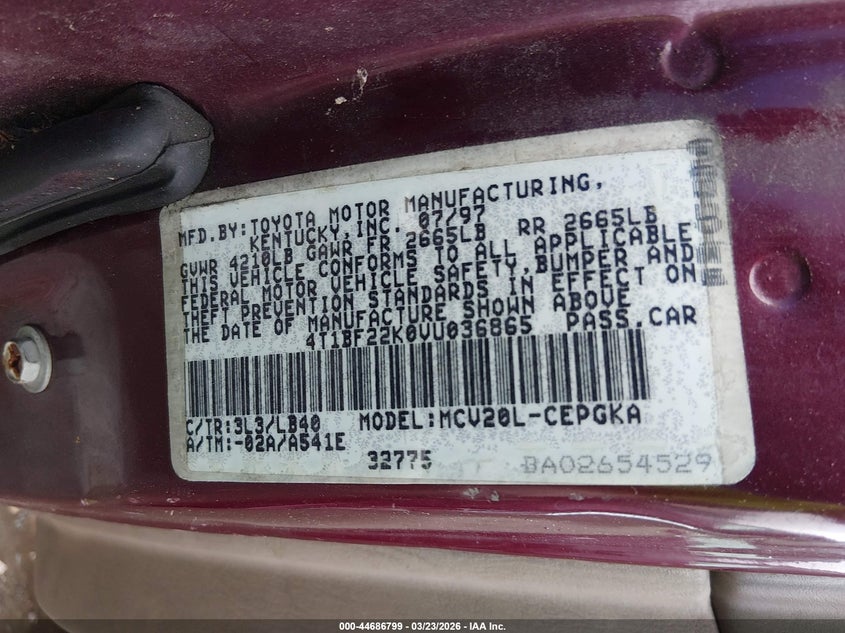 MFD.BY:TOYOTA MOTOR MANUFACTURING,
KENTUCKY,INC. 07/97
GVWR 4210LB GAWR FR 2665LB RR 2665LB
THIS VEHICLE CONFORMS TO ALL APPLICABLE
FEDERAL MOTOR VEHICLE SAFETY,BUMPER AND
THEFT PREVENTION STANDARDS IN EFFECT ON
THE DATE OF MANUFACTURE SHOWN ABOVE
4T1BF22K0VU036865 PASS.CAR
C/TR:3L3/LB40 MODEL:MCV20L-CEPGKA
A/TM:-02A/A541E
32775 BA02654529
000-44686799 - 03/23/2026 - IAA Inc.